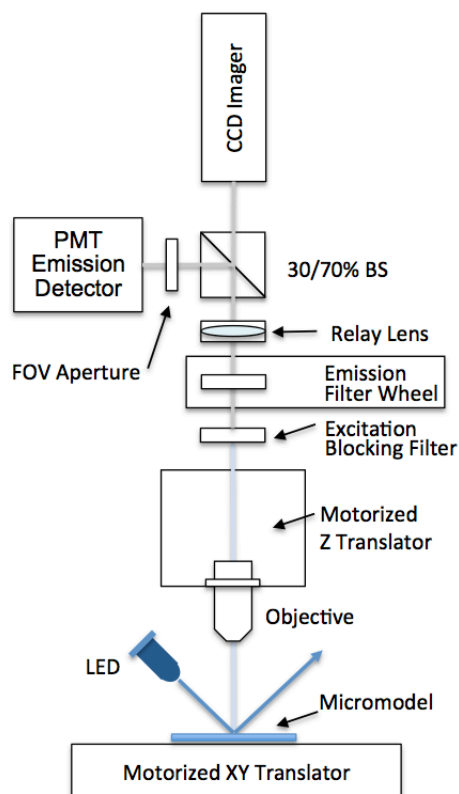 CCD Imager
PMT
Emission
Detector
30/70% BS
FOV Aperture
Relay Lens
Emission
Filter Wheel
Excitation
Blocking Filter
Motorized
Z Translator
Objective
LED
Micromodel
Motorized XY Translator